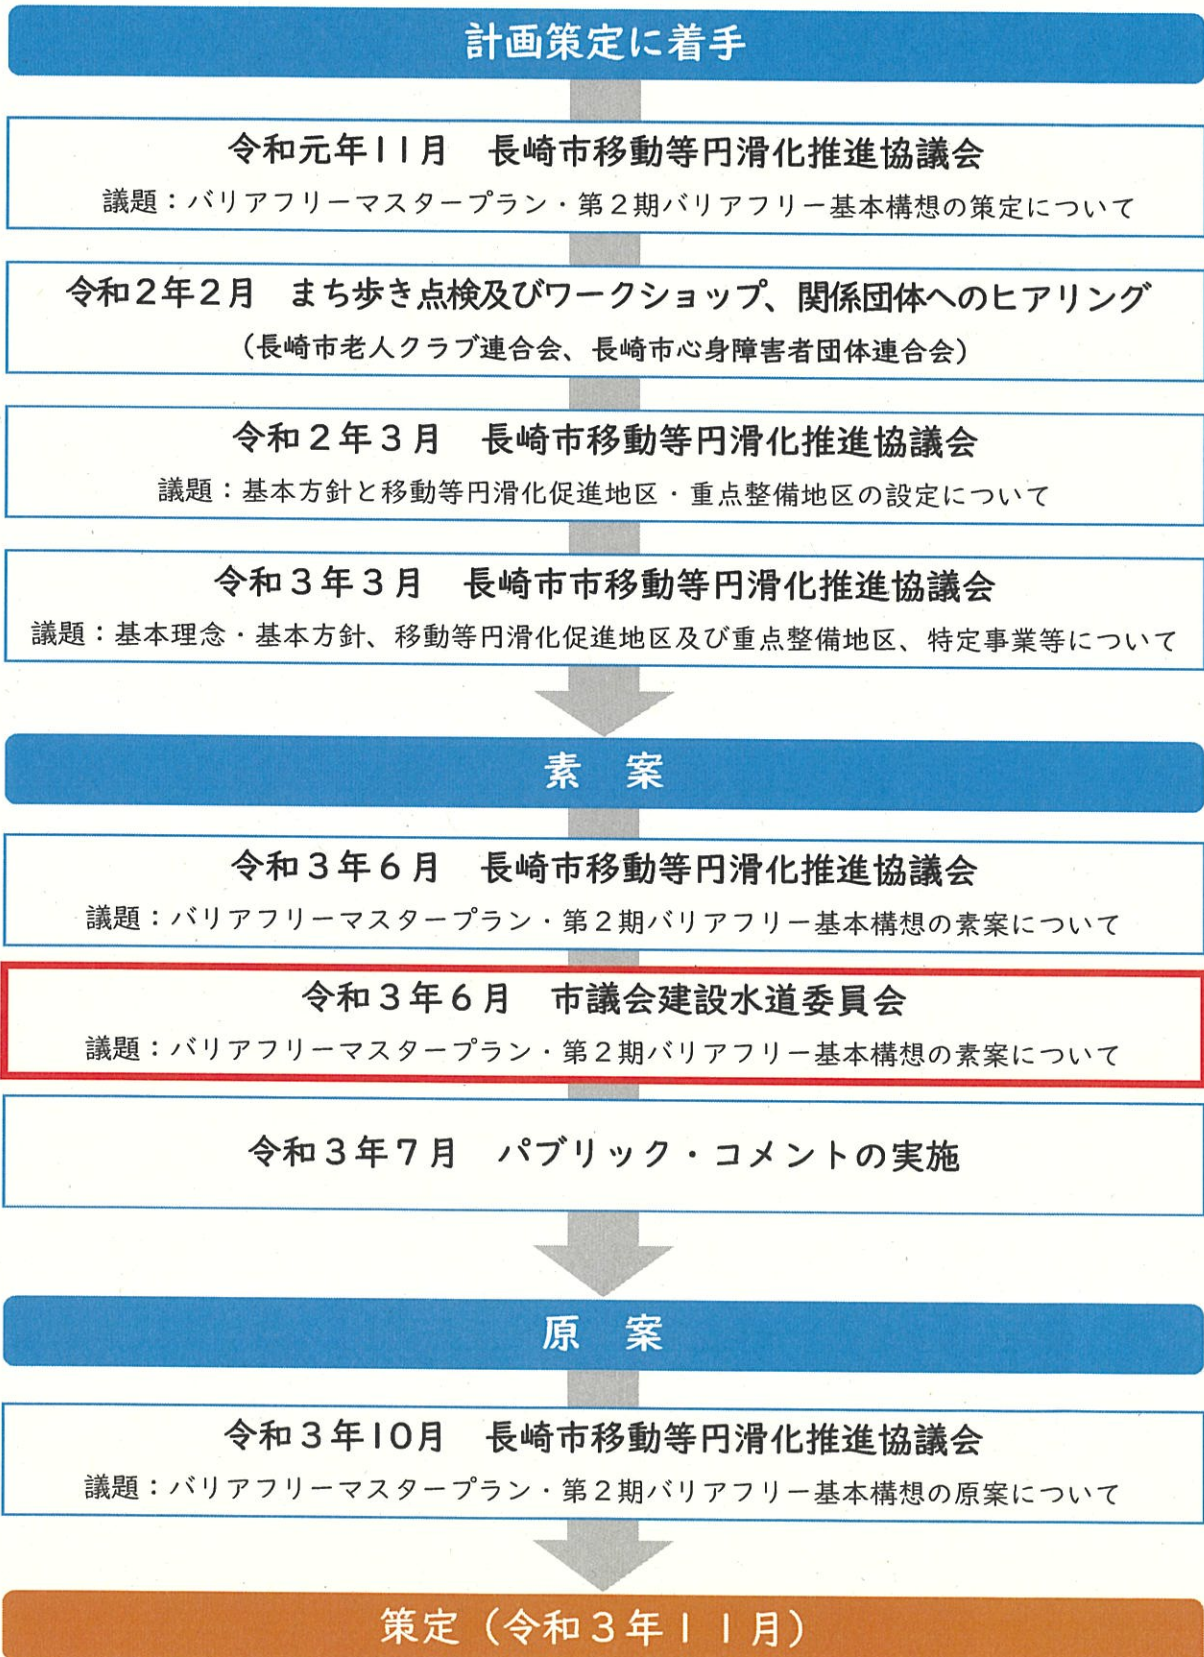 計画策定に着手
令和元年11月　長崎市移動等円滑化推進協議会
議題：バリアフリーマスタープラン・第２期バリアフリー基本構想の策定について
令和２年２月　まち歩き点検及びワークショップ、関係団体へのヒアリング
（長崎市老人クラブ連合会、長崎市心身障害者団体連合会）
令和２年３月　長崎市移動等円滑化推進協議会
議題：基本方針と移動等円滑化促進地区・重点整備地区の設定について
令和３年３月　長崎市市移動等円滑化推進協議会
議題：基本理念・基本方針、移動等円滑化促進地区及び重点整備地区、特定事業等について
素　案
令和３年６月　長崎市移動等円滑化推進協議会
議題：バリアフリーマスタープラン・第２期バリアフリー基本構想の素案について
令和３年６月　市議会建設水道委員会
議題：バリアフリーマスタープラン・第２期バリアフリー基本構想の素案について
令和３年７月　パブリック・コメントの実施
原　案
令和３年10月　長崎市移動等円滑化推進協議会
議題：バリアフリーマスタープラン・第２期バリアフリー基本構想の原案について
策定（令和３年１１月）